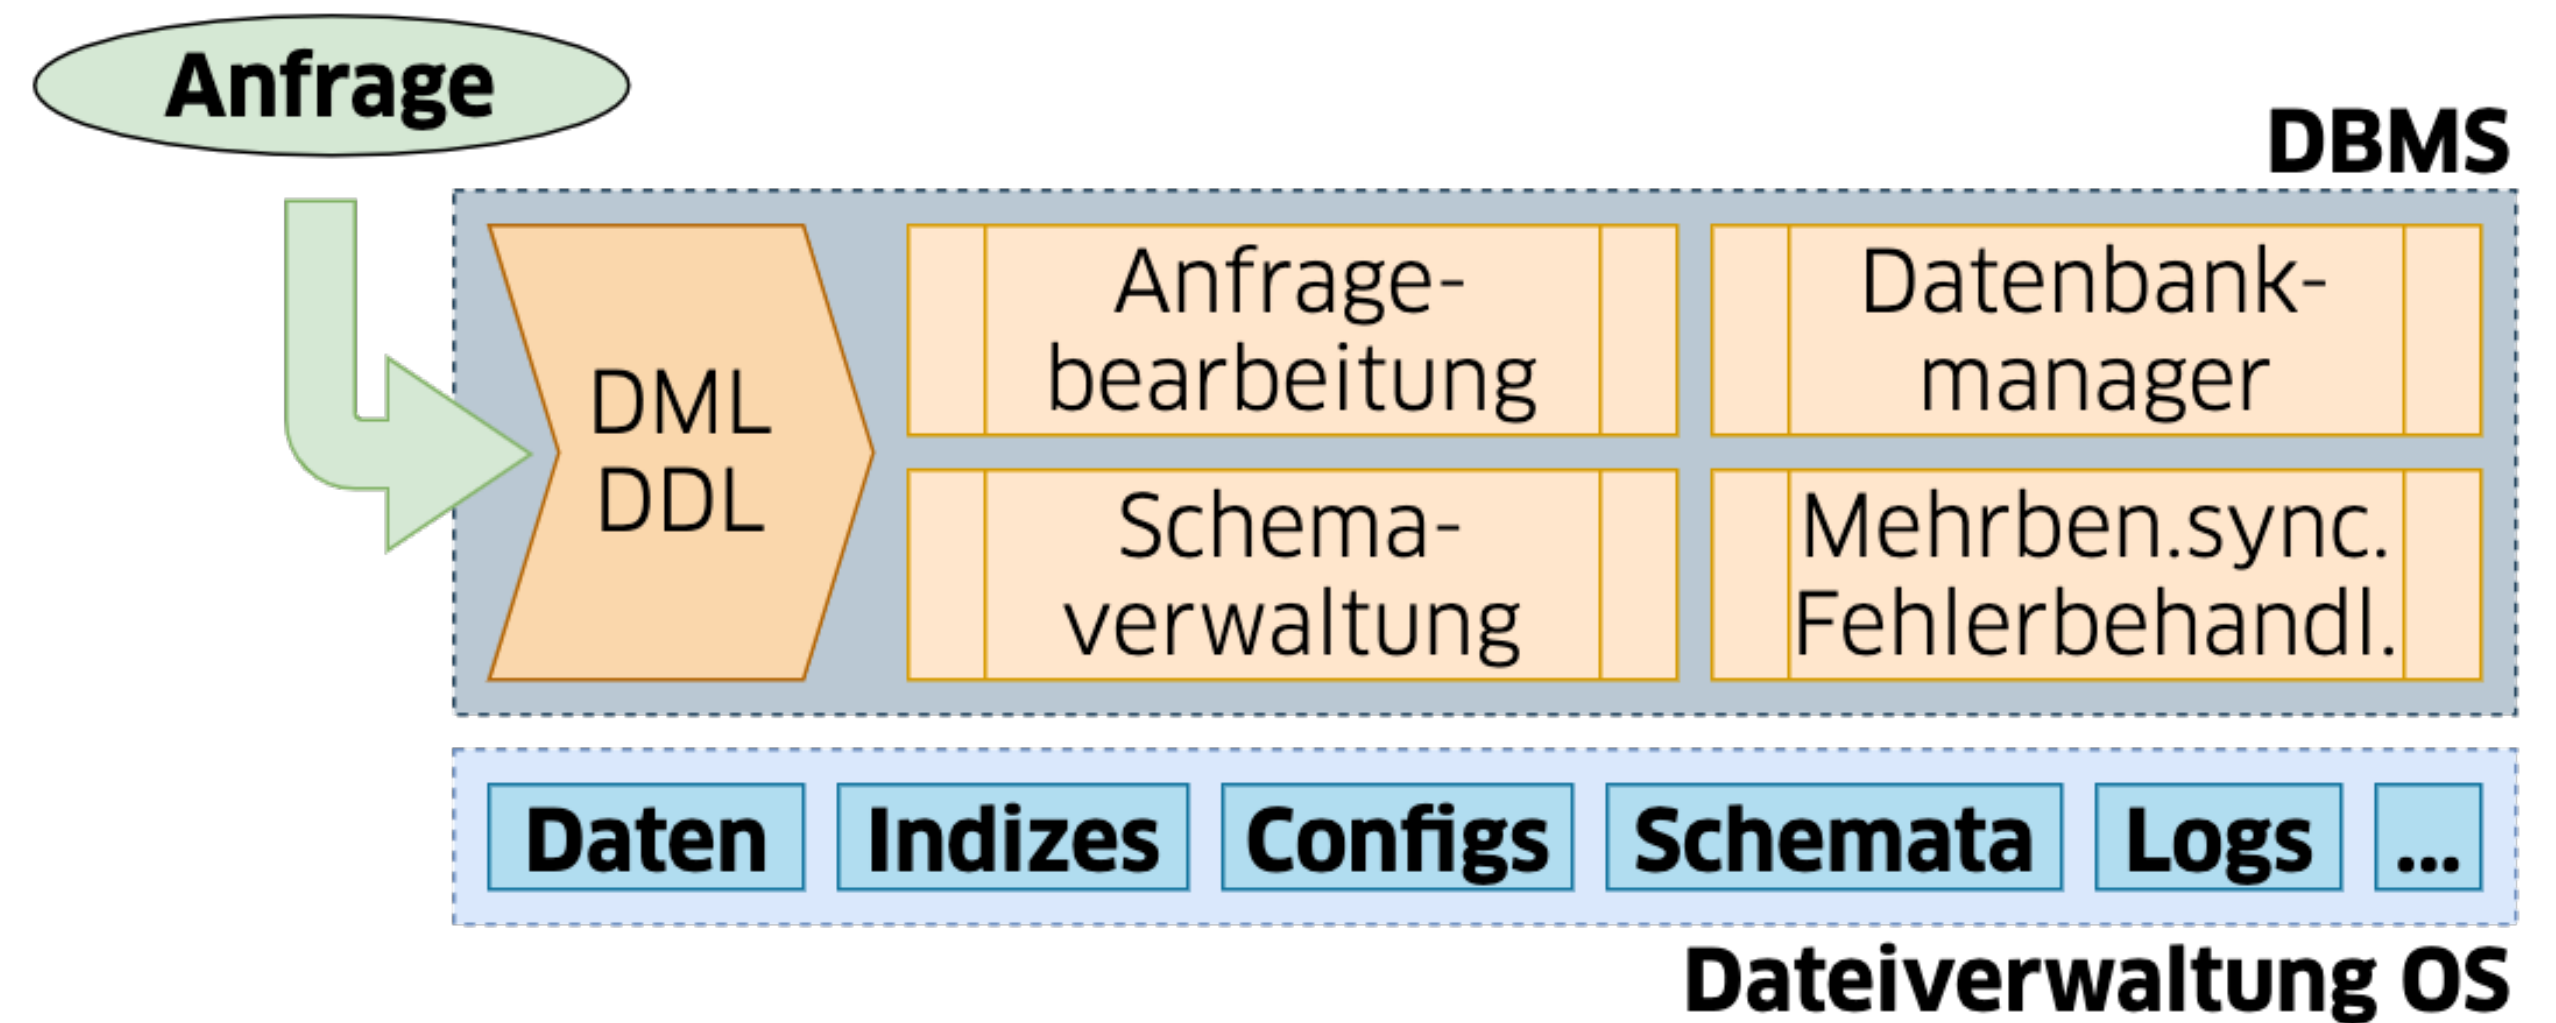 Anfrage
DBMS
DML
DDL
Anfrage-
bearbeitung
Datenbank-
manager
Schema-
verwaltung
Mehrben.sync.
Fehlerbehandl.
Daten
Indizes
Configs
Schemata
Logs
...
Dateiverwaltung OS